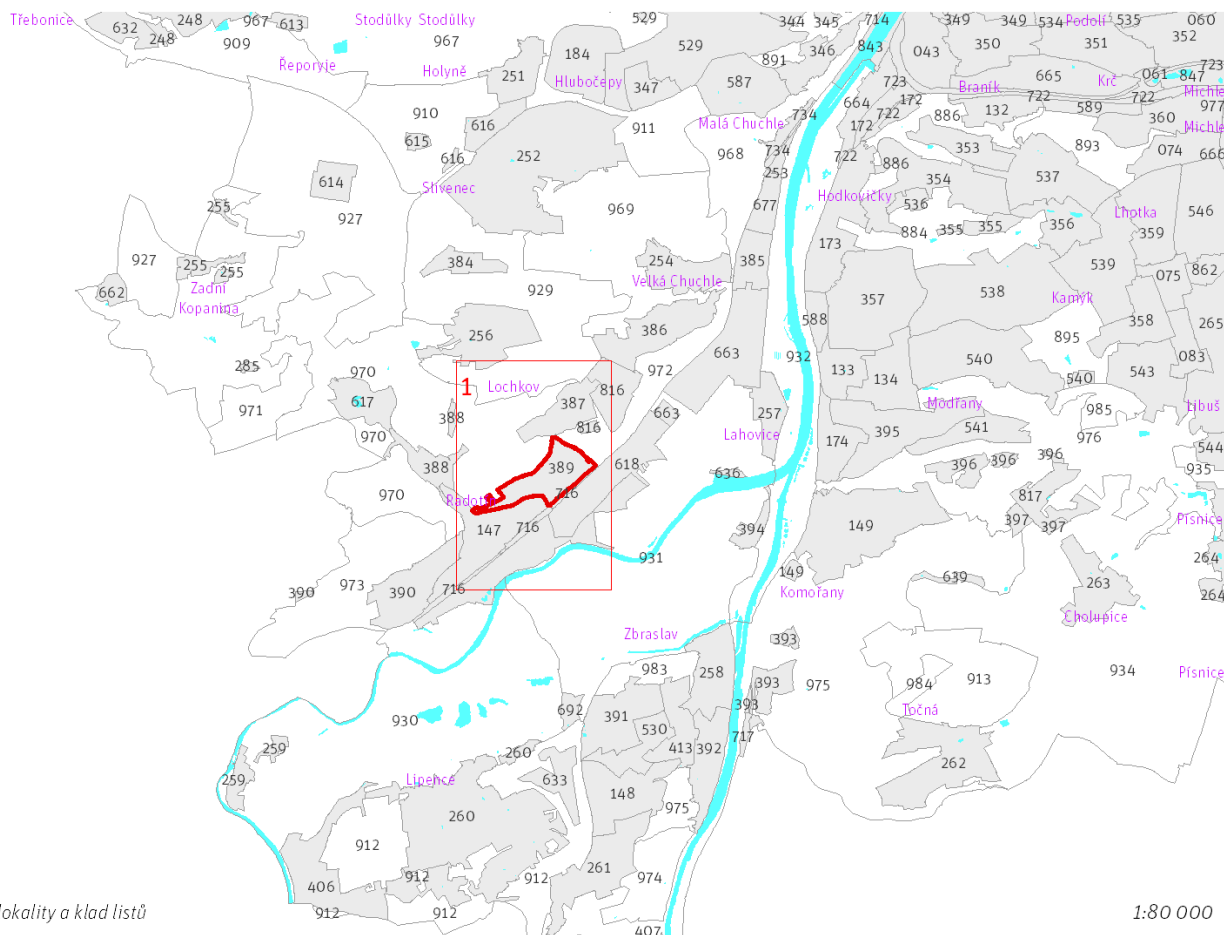 Třebonice 632 248 248 967 909 613 Stodůlky Stodůlky 967 529 344 345 714 349 349 534 Podolí 535 060
Řeporyje Holyně 251 184 Hlubočepy 347 529 587 891 346 843 043 350 351 352
723 665 Braník Krč 061 847 723 Michle
910 616 615 616 252 911 Malá Chuchle 734 664 172 722 172 722 886 132 722 589 722 977 360 Michle
968 734 253 722 886 353 893 074 666
614 255 927 Slivenec 969 677 Hodkovičky 354 536 884 355 355 537 356 Lhotka 359 546
927 255 255 662 Zadní Kopanina 384 929 254 Velká Chuchle 385 173 539 075 862
256 386 588 357 538 Kamýk 358 265
285 970 972 663 932 133 134 540 895 540 083 543
971 617 970 388 1 Lochkov 387 816 816 663 257 Lahovice 174 395 Modřany 541 985 976 Libuš 544
388 970 389 618 636 396 396 396 935 817
716 147 716 931 394 149 397 397 Písnice
390 973 390 716 149 Komořany 639 263 264 264 Cholupice
Zbraslav 983 258 393 393 393 975 984 913 934 Písnice
930 692 391 530 413 392 717 Točná 262
259 259 260 633 Lipence 260 148 975
912 912 406 912 912 912 261 974 407
lokality a klad listů
1:80 000